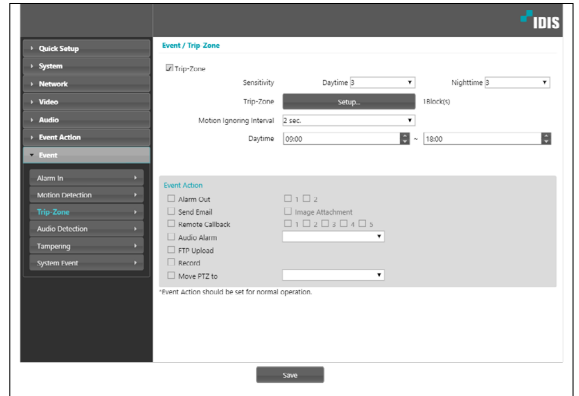 IDIS
Quick Setup
System
Network
Video
Audio
Event Action
Event
Alarm In
Motion Detection
Trip-Zone
Audio Detection
Tampering
System Event
Event / Trip Zone
Trip-Zone
Sensitivity Daytime 3 Nighttime 3
Trip-Zone Setup.. 1Block(s)
Motion Ignoring Interval 2 sec.
Daytime 09:00 ~ 18:00
Event Action
Alarm Out 1 2
Send Email Image Attachment
Remote Callback 1 2 3 4 5
Audio Alarm
FTP Upload
Record
Move PTZ to
*Event Action should be set for normal operation.
Save